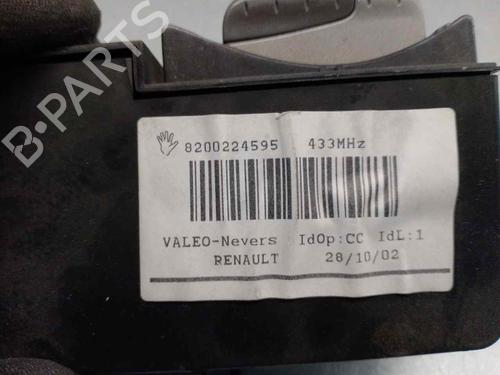 B-PARTS
8200224595 433MHz
VALEO-Nevers IdOp:CC IdL:1
RENAULT 28/10/02